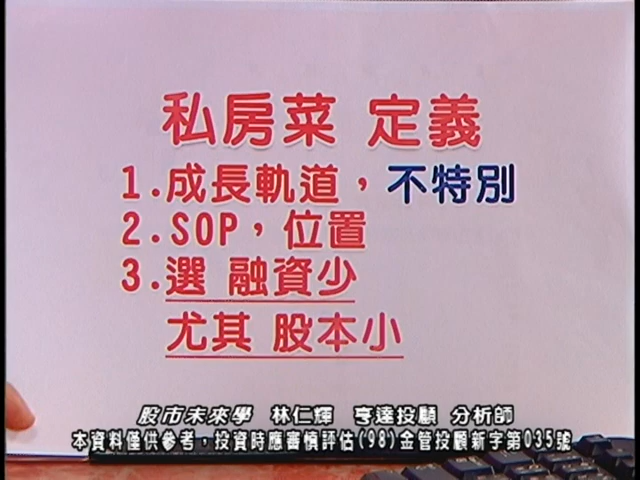 私房菜 定義
1.成長軌道，不特別
2.SOP，位置
3.選 融資少
尤其 股本小
股市未來學 林仁輝 亨達投顧 分析師
本資料僅供參考，投資時應審慎評估(98)金管投顧新字第035號